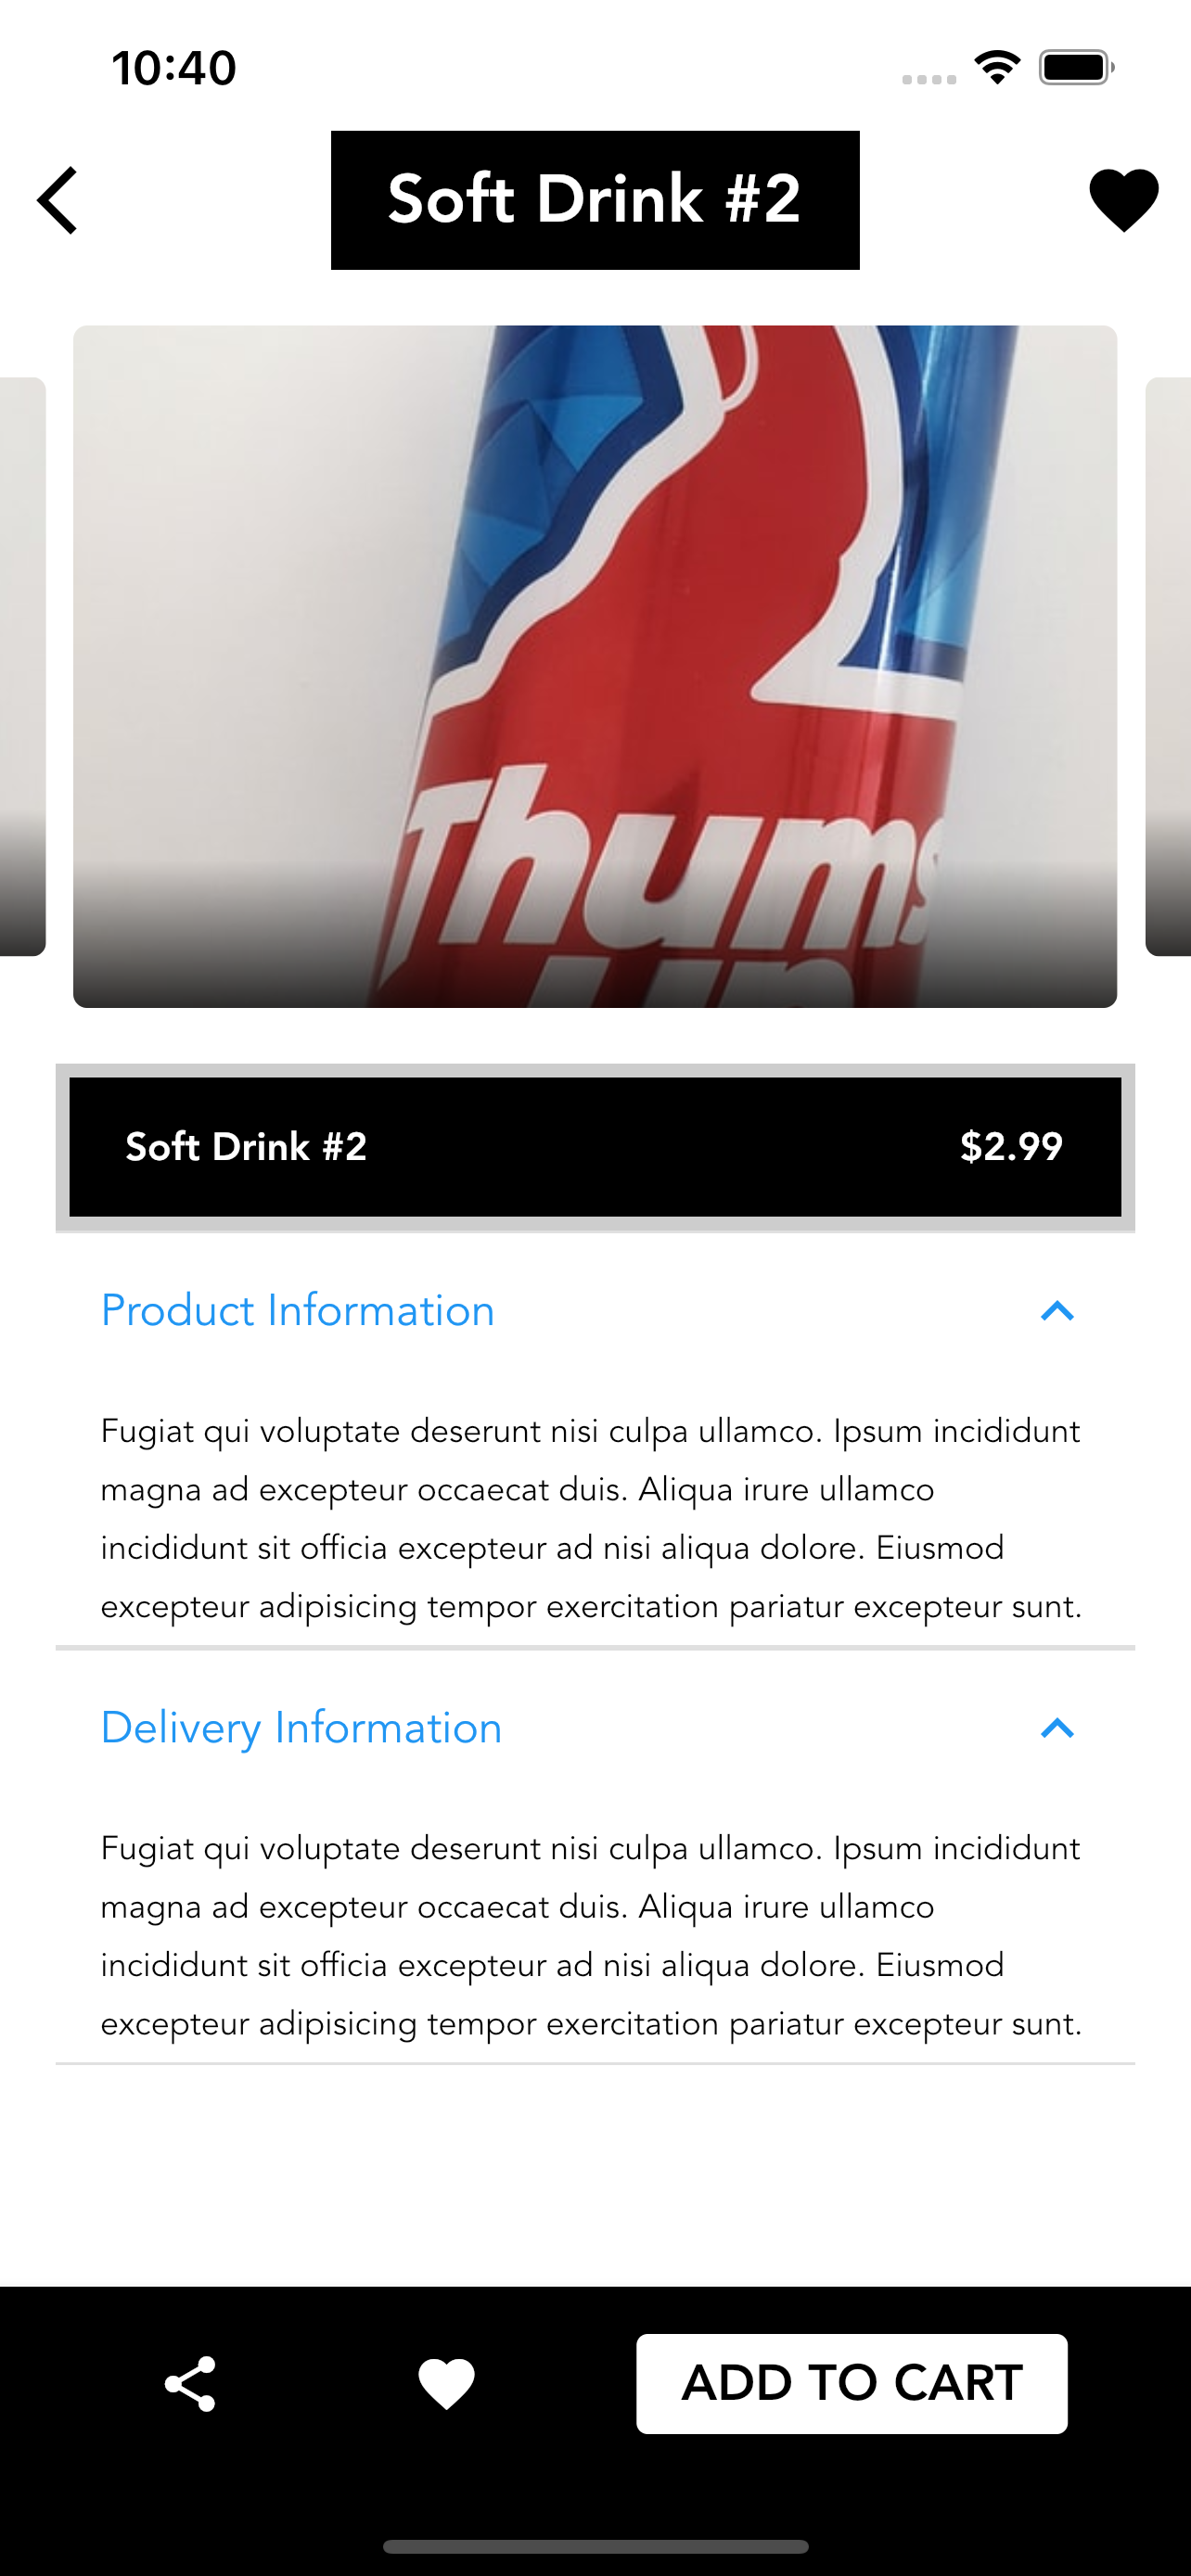 10:40
Soft Drink #2
Thums
Up
Soft Drink #2 $2.99
Product Information
Fugiat qui voluptate deserunt nisi culpa ullamco. Ipsum incididunt
magna ad excepteur occaecat duis. Aliqua irure ullamco
incididunt sit officia excepteur ad nisi aliqua dolore. Eiusmod
excepteur adipisicing tempor exercitation pariatur excepteur sunt.
Delivery Information
Fugiat qui voluptate deserunt nisi culpa ullamco. Ipsum incididunt
magna ad excepteur occaecat duis. Aliqua irure ullamco
incididunt sit officia excepteur ad nisi aliqua dolore. Eiusmod
excepteur adipisicing tempor exercitation pariatur excepteur sunt.
ADD TO CART